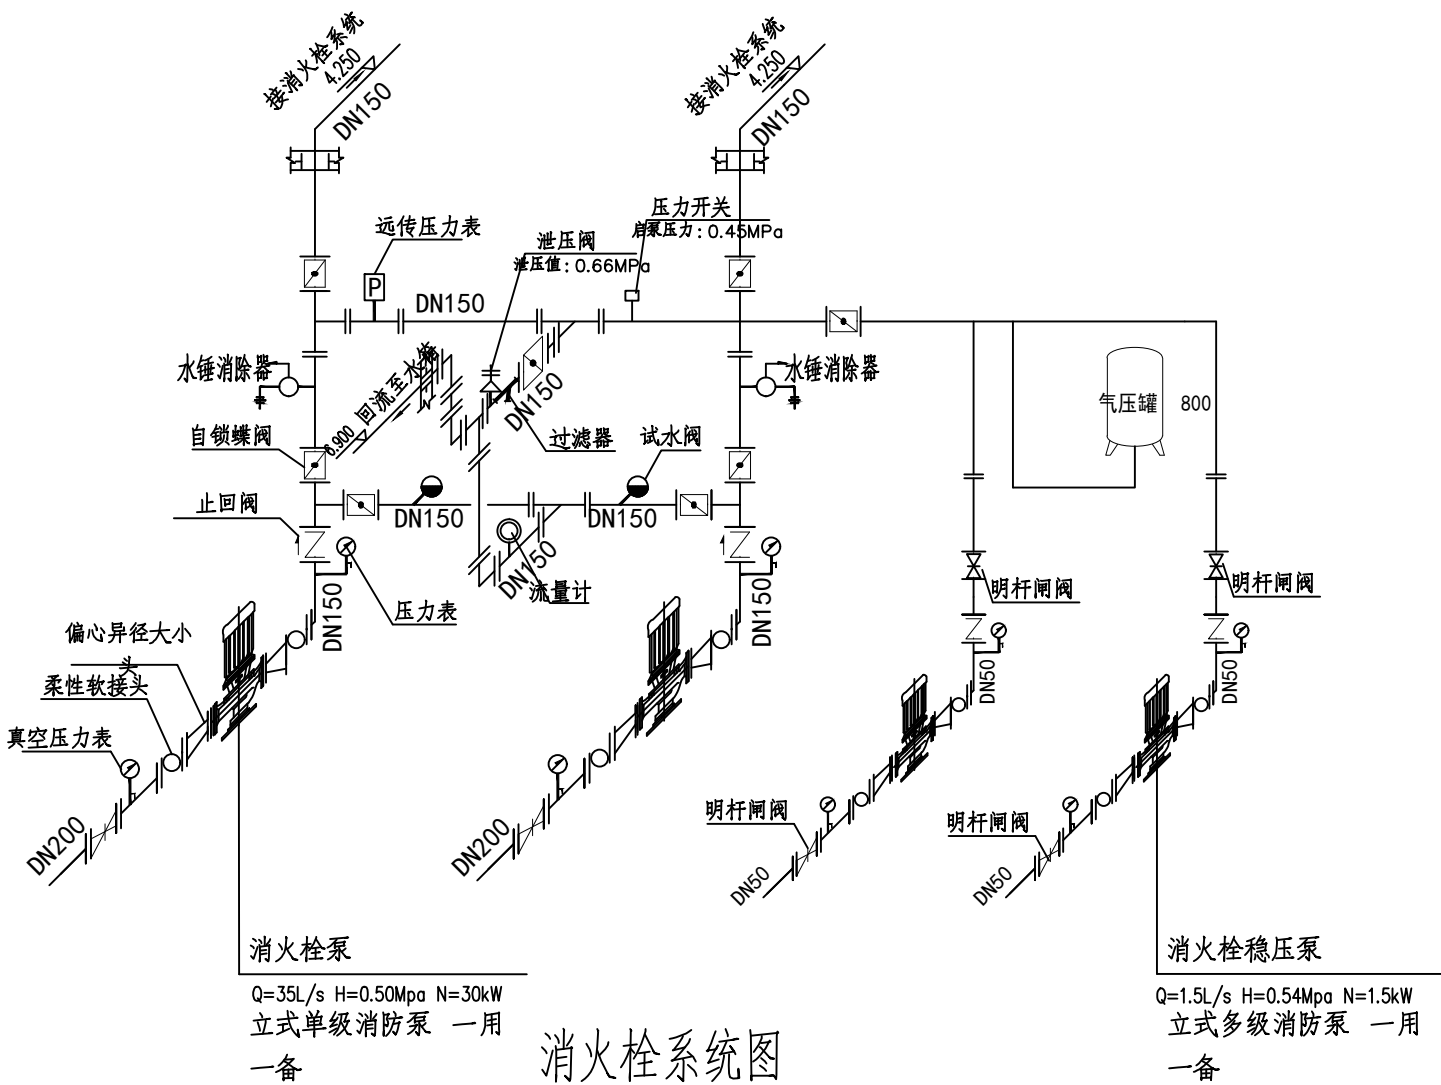 接消火栓系统
4.250
DN150
接消火栓系统
4.250
DN150
远传压力表
P
DN150
泄压阀
泄压值：0.66MPa
压力开关
启泵压力：0.45MPa
水锤消除器
6.900 回流至水箱
DN150
水锤消除器
气压罐 800
自锁蝶阀
过滤器
试水阀
止回阀
DN150
DN150
DN150
流量计
压力表
DN150
DN150
明杆闸阀
明杆闸阀
偏心异径大小
头
柔性软接头
真空压力表
DN50
DN50
明杆闸阀
明杆闸阀
DN200
DN200
DN50
DN50
消火栓泵
Q=35L/s H=0.50Mpa N=30kW
立式单级消防泵 一用
一备
消火栓稳压泵
Q=1.5L/s H=0.54Mpa N=1.5kW
立式多级消防泵 一用
一备
消火栓系统图